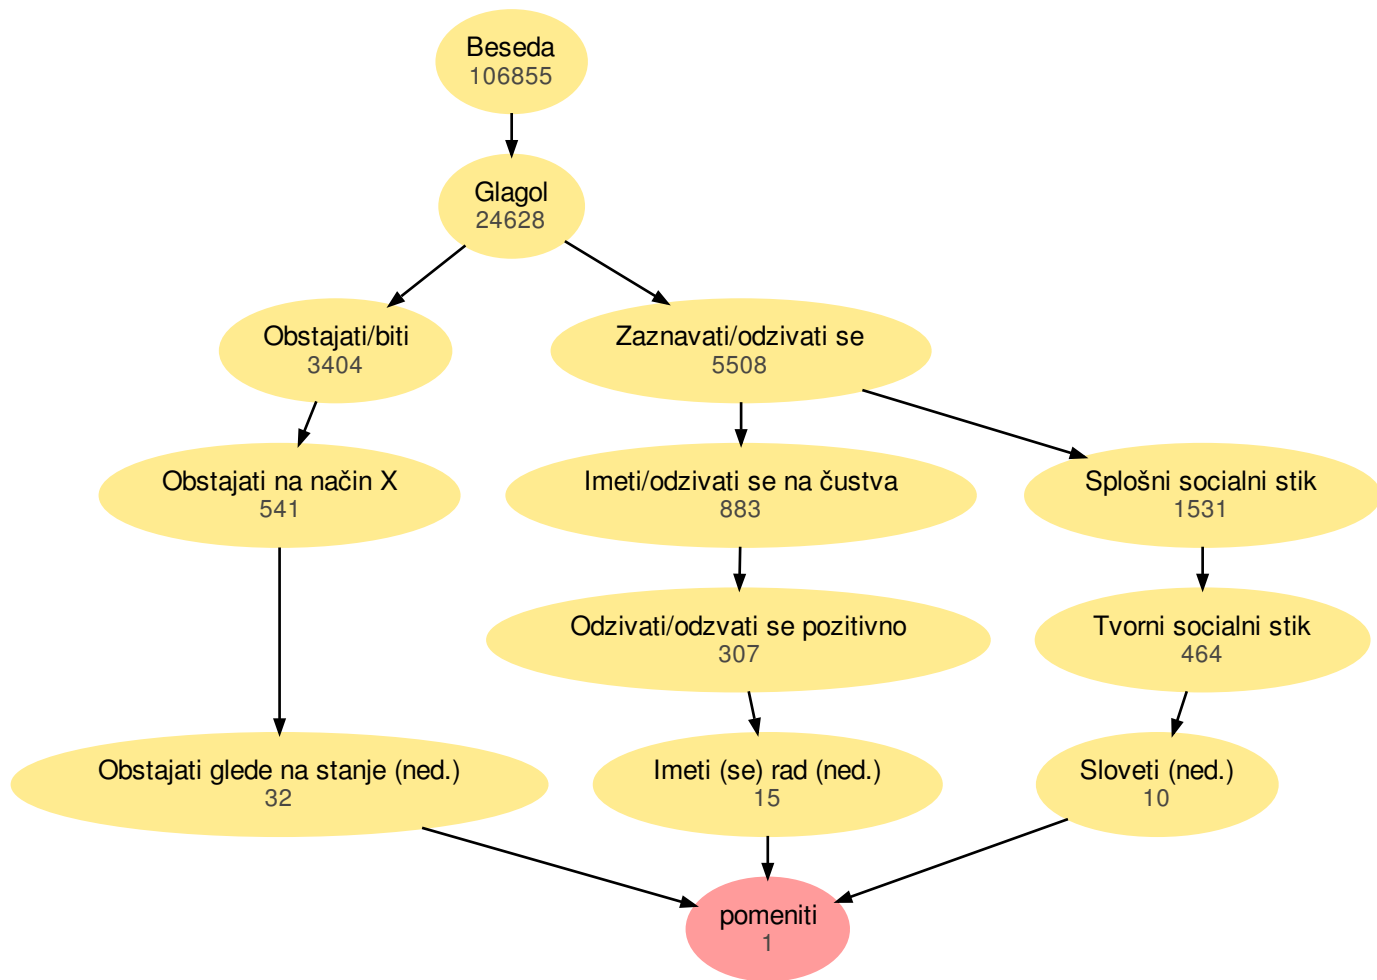 Beseda
106855
Glagol
24628
Obstajati/biti
3404
Zaznavati/odzivati se
5508
Obstajati na način X
541
Imeti/odzivati se na čustva
883
Splošni socialni stik
1531
Odzivati/odzvati se pozitivno
307
Tvorni socialni stik
464
Obstajati glede na stanje (ned.)
32
Imeti (se) rad (ned.)
15
Sloveti (ned.)
10
pomeniti
1